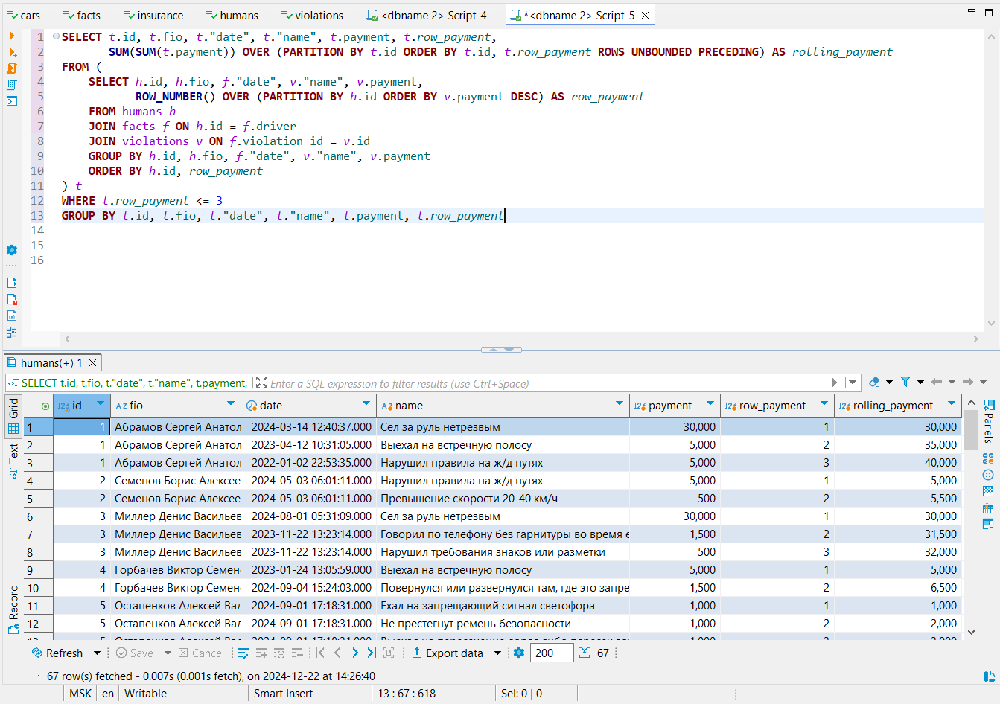 cars facts insurance humans violations <dbname 2> Script-4 *<dbname 2> Script-5
1 SELECT t.id, t.fio, t."date", t."name", t.payment, t.row_payment,
2 SUM(SUM(t.payment)) OVER (PARTITION BY t.id ORDER BY t.id, t.row_payment ROWS UNBOUNDED PRECEDING) AS rolling_payment
3 FROM (
4 SELECT h.id, h.fio, f."date", v."name", v.payment,
5 ROW_NUMBER() OVER (PARTITION BY h.id ORDER BY v.payment DESC) AS row_payment
6 FROM humans h
7 JOIN facts f ON h.id = f.driver
8 JOIN violations v ON f.violation_id = v.id
9 GROUP BY h.id, h.fio, f."date", v."name", v.payment
10 ORDER BY h.id, row_payment
11 ) t
12 WHERE t.row_payment <= 3
13 GROUP BY t.id, t.fio, t."date", t."name", t.payment, t.row_payment
14
15
16
humans(+) 1
SELECT t.id, t.fio, t."date", t."name", t.payment, Enter a SQL expression to filter results (use Ctrl+Space)
Grid
Text
Record
Panels
123 id A-Z fio date A-Z name 123 payment 123 row_payment 123 rolling_payment
1 1 Абрамов Сергей Анатол 2024-03-14 12:40:37.000 Сел за руль нетрезвым 30,000 1 30,000
2 1 Абрамов Сергей Анатол 2023-04-12 10:31:05.000 Выехал на встречную полосу 5,000 2 35,000
3 1 Абрамов Сергей Анатол 2022-01-02 22:53:35.000 Нарушил правила на ж/д путях 5,000 3 40,000
4 2 Семенов Борис Алексее 2024-05-03 06:01:11.000 Нарушил правила на ж/д путях 5,000 1 5,000
5 2 Семенов Борис Алексее 2024-05-03 06:01:11.000 Превышение скорости 20-40 км/ч 500 2 5,500
6 3 Миллер Денис Васильев 2024-08-01 05:31:09.000 Сел за руль нетрезвым 30,000 1 30,000
7 3 Миллер Денис Васильев 2023-11-22 13:23:14.000 Говорил по телефону без гарнитуры во время е 1,500 2 31,500
8 3 Миллер Денис Васильев 2023-11-22 13:23:14.000 Нарушил требования знаков или разметки 500 3 32,000
9 4 Горбачев Виктор Семен 2023-01-24 13:05:59.000 Выехал на встречную полосу 5,000 1 5,000
10 4 Горбачев Виктор Семен 2024-09-04 15:24:03.000 Повернулся или развернулся там, где это запре 1,500 2 6,500
11 5 Остапенков Алексей Вал 2024-09-01 17:18:31.000 Ехал на запрещающий сигнал светофора 1,000 1 1,000
12 5 Остапенков Алексей Вал 2024-09-01 17:18:31.000 Не престегнут ремень безопасности 1,000 2 2,000
Refresh Save Cancel Export data 200 67
67 row(s) fetched - 0.007s (0.001s fetch), on 2024-12-22 at 14:26:40
MSK en Writable Smart Insert 13 : 67 : 618 Sel: 0 | 0